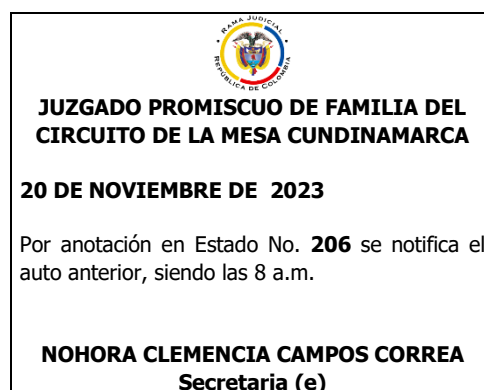 RAMA JUDICIAL
REPÚBLICA DE COLOMBIA
JUZGADO PROMISCUO DE FAMILIA DEL
CIRCUITO DE LA MESA CUNDINAMARCA
20 DE NOVIEMBRE DE 2023
Por anotación en Estado No. 206 se notifica el
auto anterior, siendo las 8 a.m.
NOHORA CLEMENCIA CAMPOS CORREA
Secretaria (e)